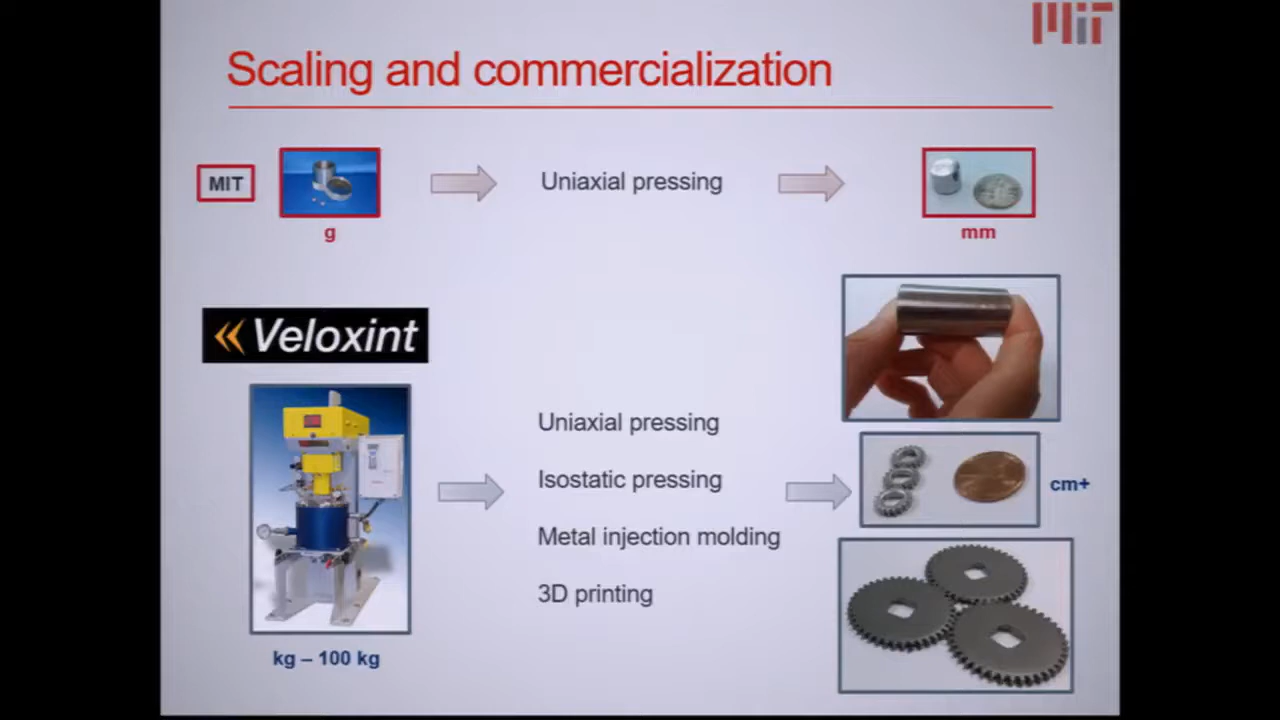 MIT
Scaling and commercialization
MIT
g
Uniaxial pressing
mm
Veloxint
kg – 100 kg
Uniaxial pressing
Isostatic pressing
Metal injection molding
3D printing
cm+